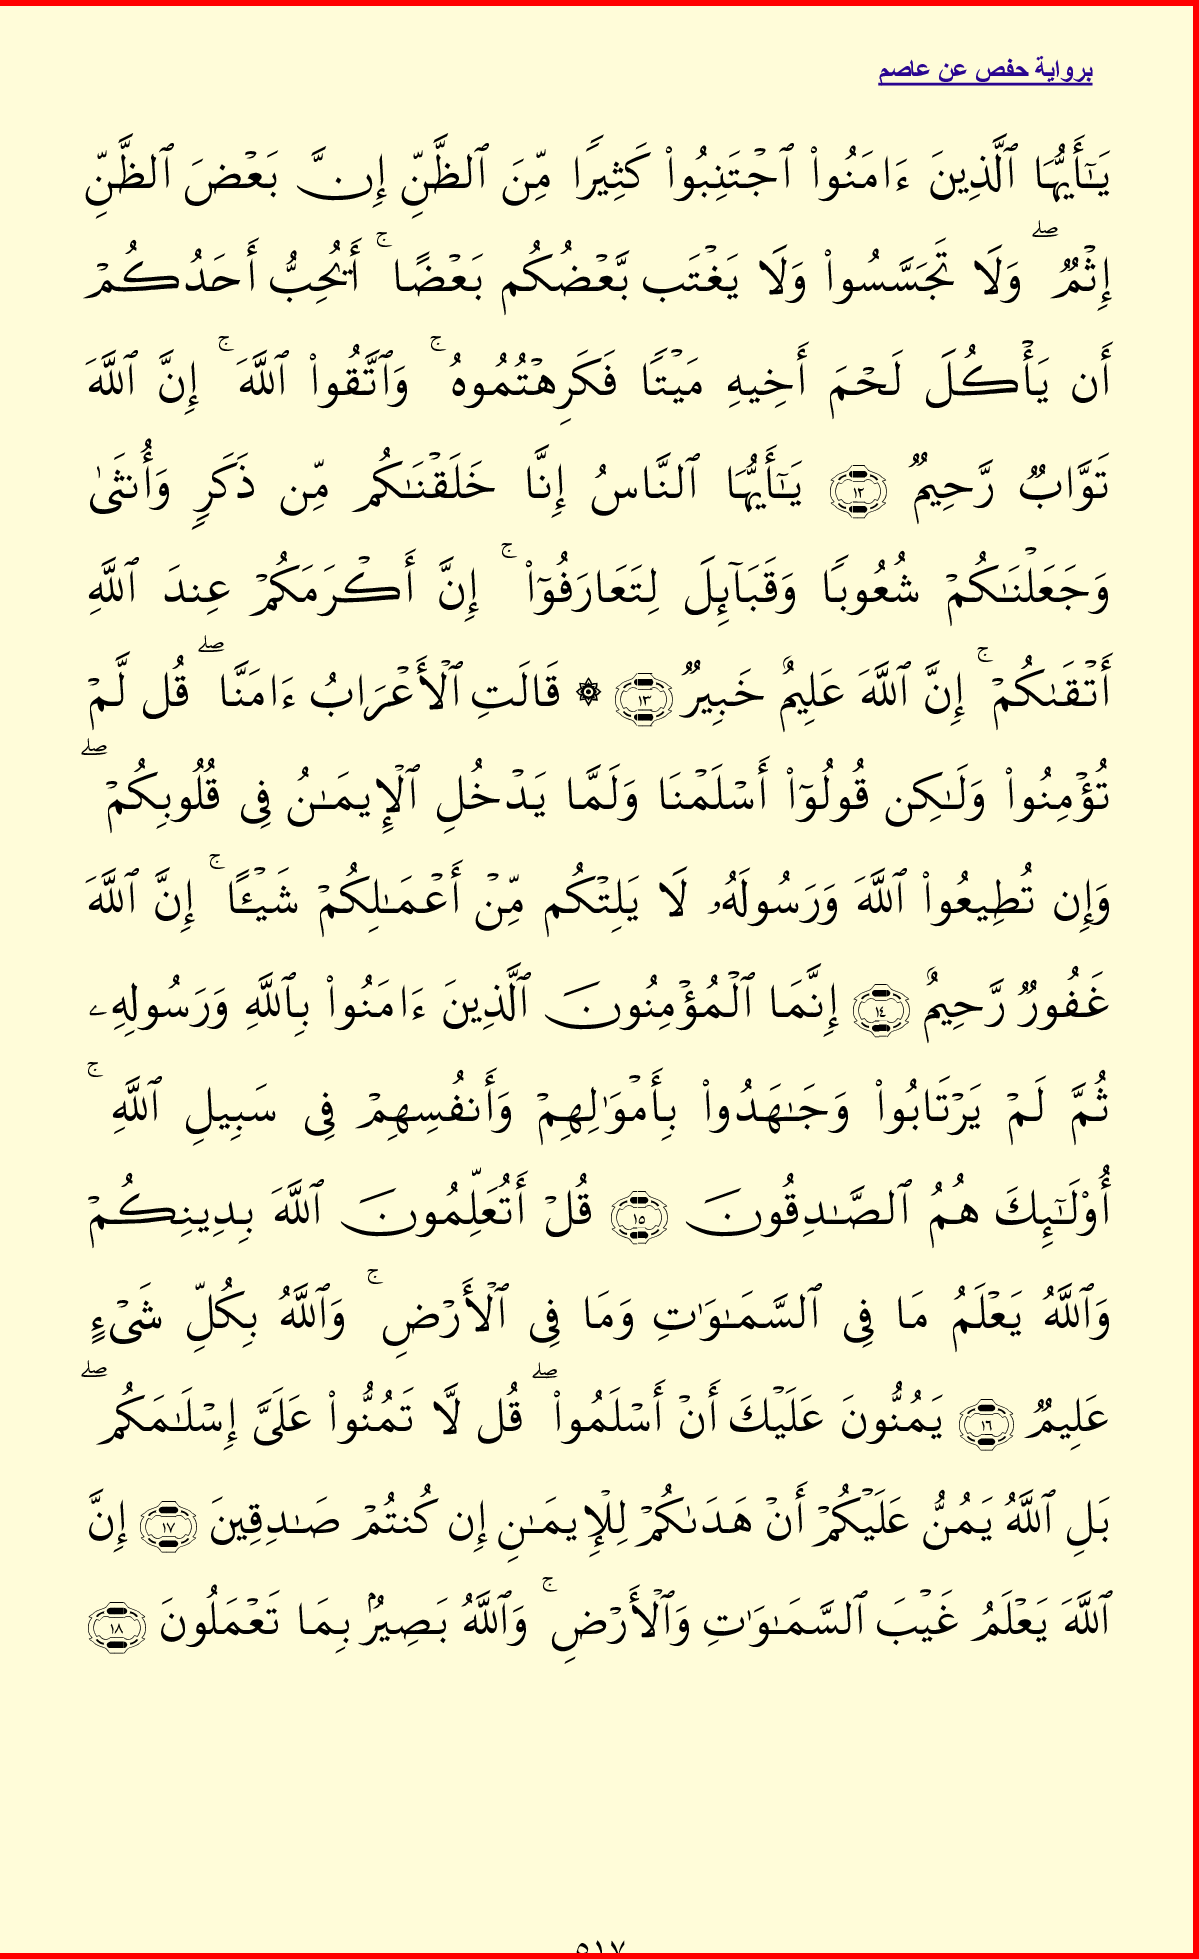 برواية حفص عن عاصم
يَـٰٓأَيُّهَا ٱلَّذِينَ ءَامَنُوا۟ ٱجْتَنِبُوا۟ كَثِيرًا مِّنَ ٱلظَّنِّ إِنَّ بَعْضَ ٱلظَّنِّ
إِثْمٌ ۖ وَلَا تَجَسَّسُوا۟ وَلَا يَغْتَب بَّعْضُكُم بَعْضًا ۚ أَيُحِبُّ أَحَدُكُمْ
أَن يَأْكُلَ لَحْمَ أَخِيهِ مَيْتًا فَكَرِهْتُمُوهُ ۚ وَٱتَّقُوا۟ ٱللَّهَ ۚ إِنَّ ٱللَّهَ
تَوَّابٌ رَّحِيمٌ ١٢ يَـٰٓأَيُّهَا ٱلنَّاسُ إِنَّا خَلَقْنَـٰكُم مِّن ذَكَرٍ وَأُنثَىٰ
وَجَعَلْنَـٰكُمْ شُعُوبًا وَقَبَآئِلَ لِتَعَارَفُوٓا۟ ۚ إِنَّ أَكْرَمَكُمْ عِندَ ٱللَّهِ
أَتْقَىٰكُمْ ۚ إِنَّ ٱللَّهَ عَلِيمٌ خَبِيرٌ ١٣ ۞ قَالَتِ ٱلْأَعْرَابُ ءَامَنَّا ۖ قُل لَّمْ
تُؤْمِنُوا۟ وَلَـٰكِن قُولُوٓا۟ أَسْلَمْنَا وَلَمَّا يَدْخُلِ ٱلْإِيمَـٰنُ فِى قُلُوبِكُمْ ۖ
وَإِن تُطِيعُوا۟ ٱللَّهَ وَرَسُولَهُۥ لَا يَلِتْكُم مِّنْ أَعْمَـٰلِكُمْ شَيْـًٔا ۚ إِنَّ ٱللَّهَ
غَفُورٌ رَّحِيمٌ ١٤ إِنَّمَا ٱلْمُؤْمِنُونَ ٱلَّذِينَ ءَامَنُوا۟ بِٱللَّهِ وَرَسُولِهِۦ
ثُمَّ لَمْ يَرْتَابُوا۟ وَجَـٰهَدُوا۟ بِأَمْوَٰلِهِمْ وَأَنفُسِهِمْ فِى سَبِيلِ ٱللَّهِ ۚ
أُو۟لَـٰٓئِكَ هُمُ ٱلصَّـٰدِقُونَ ١٥ قُلْ أَتُعَلِّمُونَ ٱللَّهَ بِدِينِكُمْ
وَٱللَّهُ يَعْلَمُ مَا فِى ٱلسَّمَـٰوَٰتِ وَمَا فِى ٱلْأَرْضِ ۚ وَٱللَّهُ بِكُلِّ شَىْءٍ
عَلِيمٌ ١٦ يَمُنُّونَ عَلَيْكَ أَنْ أَسْلَمُوا۟ ۖ قُل لَّا تَمُنُّوا۟ عَلَىَّ إِسْلَـٰمَكُم ۖ
بَلِ ٱللَّهُ يَمُنُّ عَلَيْكُمْ أَنْ هَدَىٰكُمْ لِلْإِيمَـٰنِ إِن كُنتُمْ صَـٰدِقِينَ ١٧ إِنَّ
ٱللَّهَ يَعْلَمُ غَيْبَ ٱلسَّمَـٰوَٰتِ وَٱلْأَرْضِ ۚ وَٱللَّهُ بَصِيرٌۢ بِمَا تَعْمَلُونَ ١٨
٥١٧